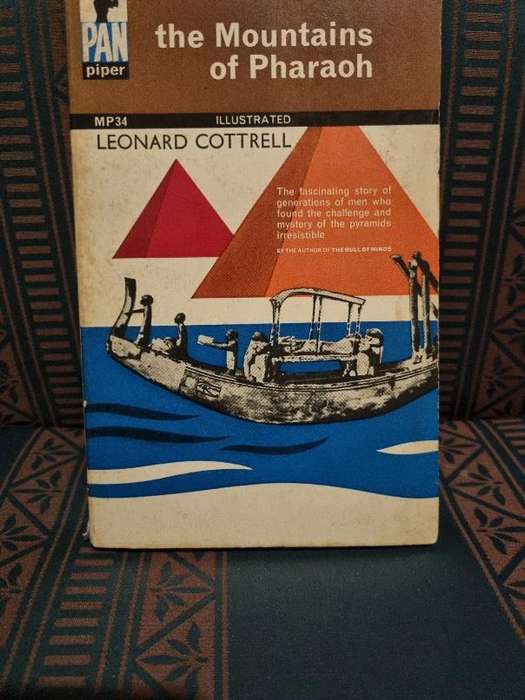 PAN
piper
the Mountains
of Pharaoh
MP34 ILLUSTRATED
LEONARD COTTRELL
The fascinating story of
generations of men who
found the challenge and
mystery of the pyramids
irresistible
BY THE AUTHOR OF THE BULL OF MINOS